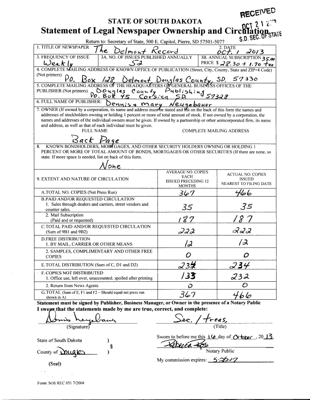 RECEIVED
OCT 21 2013
S.D. SEC. OF STATE
STATE OF SOUTH DAKOTA
Statement of Legal Newspaper Ownership and Circulation
Return to: Secretary of State, 500 E. Capitol, Pierre, SD 57501-5077
1. TITLE OF NEWSPAPER The Delmont Record
2. DATE Oct. 1 2013
3. FREQUENCY OF ISSUE Weekly
3A. NO. OF ISSUES PUBLISHED ANNUALLY 52
3B. ANNUAL SUBSCRIPTION PRICE
4. COMPLETE MAILING ADDRESS OF KNOWN OFFICE OF PUBLICATION (Street, City, County, State and ZIP+4 Code)
(Not printers) P.O. Box 128 Delmont, Douglas County, SD 57330
5. COMPLETE MAILING ADDRESS OF THE HEADQUARTERS OF GENERAL BUSINESS OFFICES OF THE
PUBLISHER (Not printers) Douglas County Publishing
P.O. Box 45 Corsica SD 57328
6. FULL NAME OF PUBLISHER: Dennis & Mary Neugebauer
7. OWNER (If owned by a corporation, its name and address must be stated and also on the back of this form the names and
addresses of stockholders owning or holding 1 percent or more of total amount of stock. If not owned by a corporation, the
names and addresses of the individual owners must be given. If owned by a partnership or other unincorporated firm, its name
and address, as well as that of each individual must be given.
FULL NAME COMPLETE MAILING ADDRESS
Back Page
8. KNOWN BONDHOLDERS, MORTGAGES, AND OTHER SECURITY HOLDERS OWNING OR HOLDING 1
PERCENT OR MORE OF TOTAL AMOUNT OF BONDS, MORTGAGES OR OTHER SECURITIES (If there are none, so
state. If more space is needed, list on back of this form.
None
9. EXTENT AND NATURE OF CIRCULATION
AVERAGE NO. COPIES EACH ISSUED PRECEDING 12 MONTHS
ACTUAL NO. COPIES ISSUED NEAREST TO FILING DATE
A. TOTAL NO. COPIES (Net Press Run) 367 466
B. PAID AND/OR REQUESTED CIRCULATION
1. Sales through dealers and carriers, street vendors and counter sales. 35 35
2. Mail Subscription (Paid and or requested) 187 187
C. TOTAL PAID AND/OR REQUESTED CIRCULATION (Sum of 9B1 and 9B2) 222 222
D. FREE DISTRIBUTION
1. BY MAIL, CARRIER OR OTHER MEANS 12 12
2. SAMPLES, COMPLIMENTARY AND OTHER FREE COPIES 0 0
E. TOTAL DISTRIBUTION (Sum of C, D1 and D2) 234 234
F. COPIES NOT DISTRIBUTED
1. Office use, left over, unaccounted, spoiled after printing 133 232
2. Return from News Agents 0 0
G. TOTAL (Sum of E, F1 and F2 - Should equal net press run shown in A) 367 466
Statement must be signed by Publisher, Business Manager, or Owner in the presence of a Notary Public
I swear that the statements made by me are true, correct, and complete:
Dennis Neugebauer Sec. / treas.
(Signature) (Title)
State of South Dakota )
County of Douglas )
(Seal)
Sworn to before me this 16 day of October, 2013
Notary Public
My commission expires:
Form: SOS REC 051 7/2004